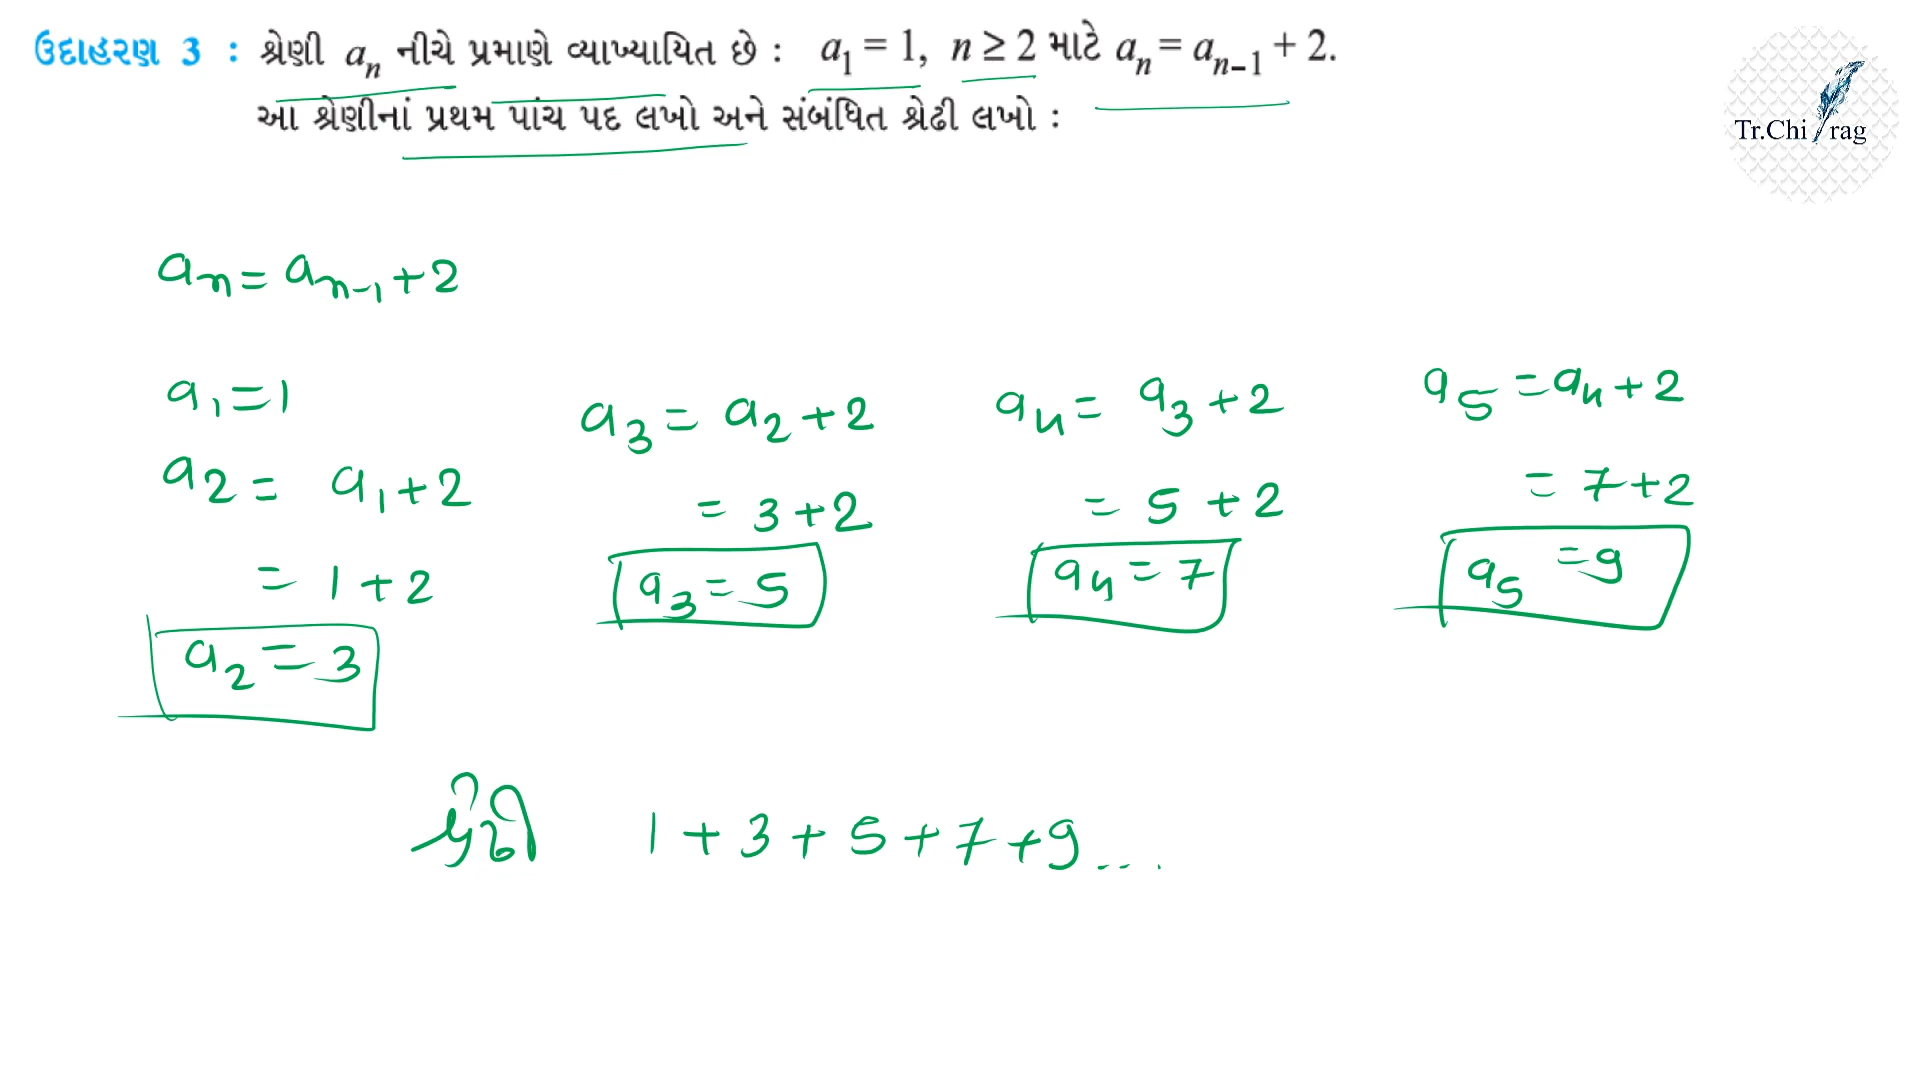 ઉદાહરણ 3 : શ્રેણી aₙ નીચે પ્રમાણે વ્યાખ્યાયિત છે : a₁ = 1, n ≥ 2 માટે aₙ = aₙ₋₁ + 2.
આ શ્રેણીનાં પ્રથમ પાંચ પદ લખો અને સંબંધિત શ્રેઢી લખો :
Tr.Chirag
aₙ = aₙ₋₁ + 2
a₁ = 1
a₂ = a₁ + 2
= 1 + 2
a₂ = 3
a₃ = a₂ + 2
= 3 + 2
a₃ = 5
a₄ = a₃ + 2
= 5 + 2
a₄ = 7
a₅ = a₄ + 2
= 7 + 2
a₅ = 9
શ્રેઢી 1 + 3 + 5 + 7 + 9 ....